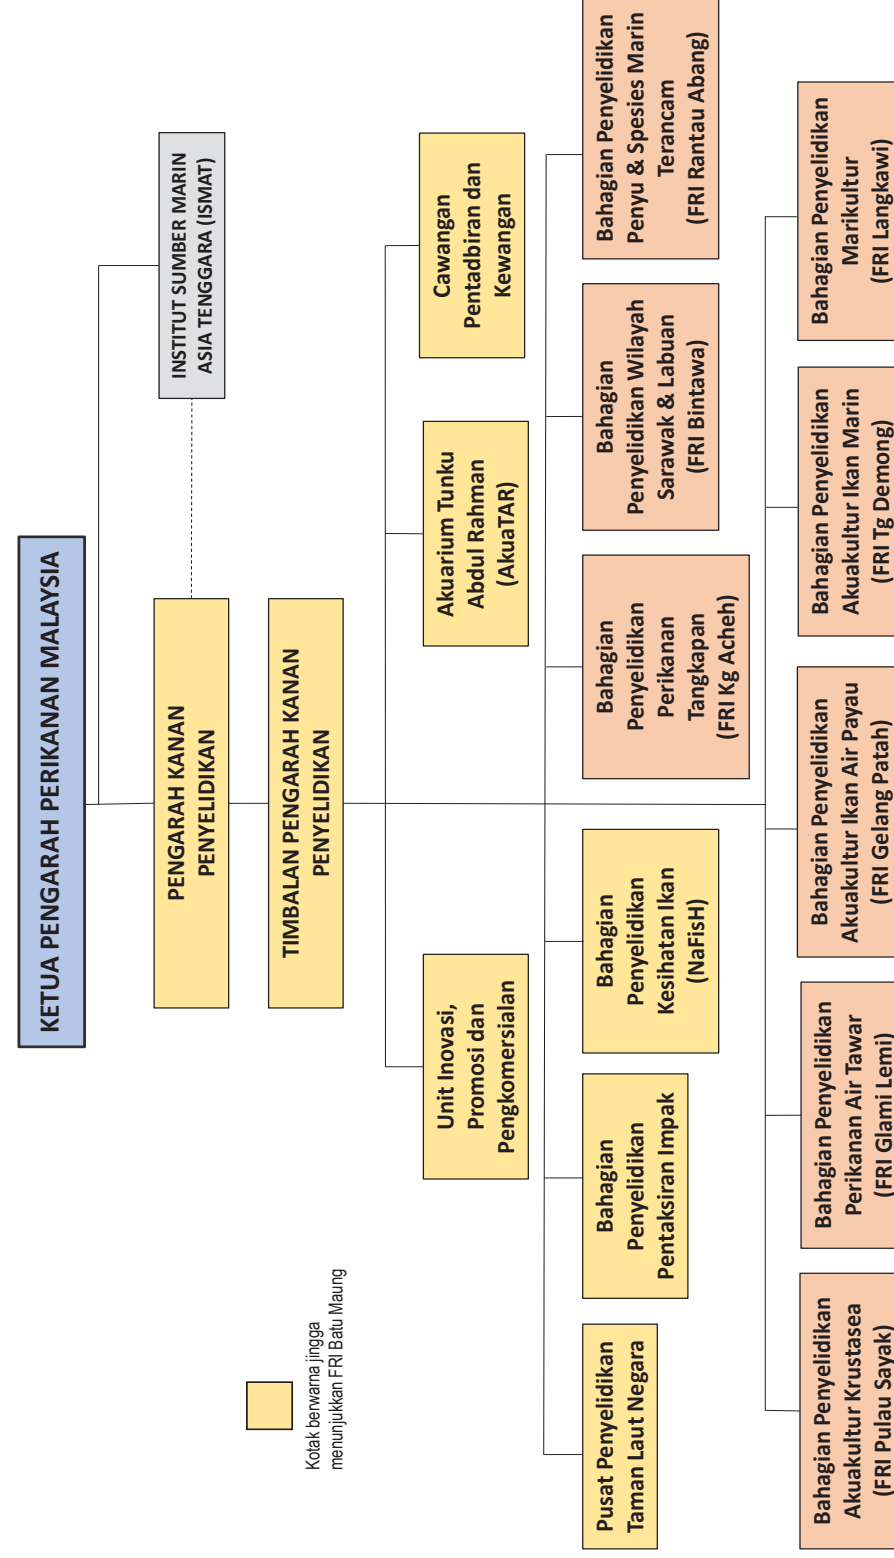 KETUA PENGARAH PERIKANAN MALAYSIA
INSTITUT SUMBER MARIN
ASIA TENGGARA (ISMAT)
PENGARAH KANAN
PENYELIDIKAN
TIMBALAN PENGARAH KANAN
PENYELIDIKAN
Kotak berwarna jingga
menunjukkan FRI Batu Maung
Unit Inovasi,
Promosi dan
Pengkomersialan
Akuarium Tunku
Abdul Rahman
(AkuaTAR)
Cawangan
Pentadbiran dan
Kewangan
Pusat Penyelidikan
Taman Laut Negara
Bahagian
Penyelidikan
Pentaksiran Impak
Bahagian
Penyelidikan
Kesihatan Ikan
(NaFisH)
Bahagian
Penyelidikan
Perikanan
Tangkapan
(FRI Kg Acheh)
Bahagian
Penyelidikan Wilayah
Sarawak & Labuan
(FRI Bintawa)
Bahagian Penyelidikan
Penyu & Spesies Marin
Terancam
(FRI Rantau Abang)
Bahagian Penyelidikan
Akuakultur Krustasea
(FRI Pulau Sayak)
Bahagian Penyelidikan
Perikanan Air Tawar
(FRI Glami Lemi)
Bahagian Penyelidikan
Akuakultur Ikan Air Payau
(FRI Gelang Patah)
Bahagian Penyelidikan
Akuakultur Ikan Marin
(FRI Tg Demong)
Bahagian Penyelidikan
Marikultur
(FRI Langkawi)